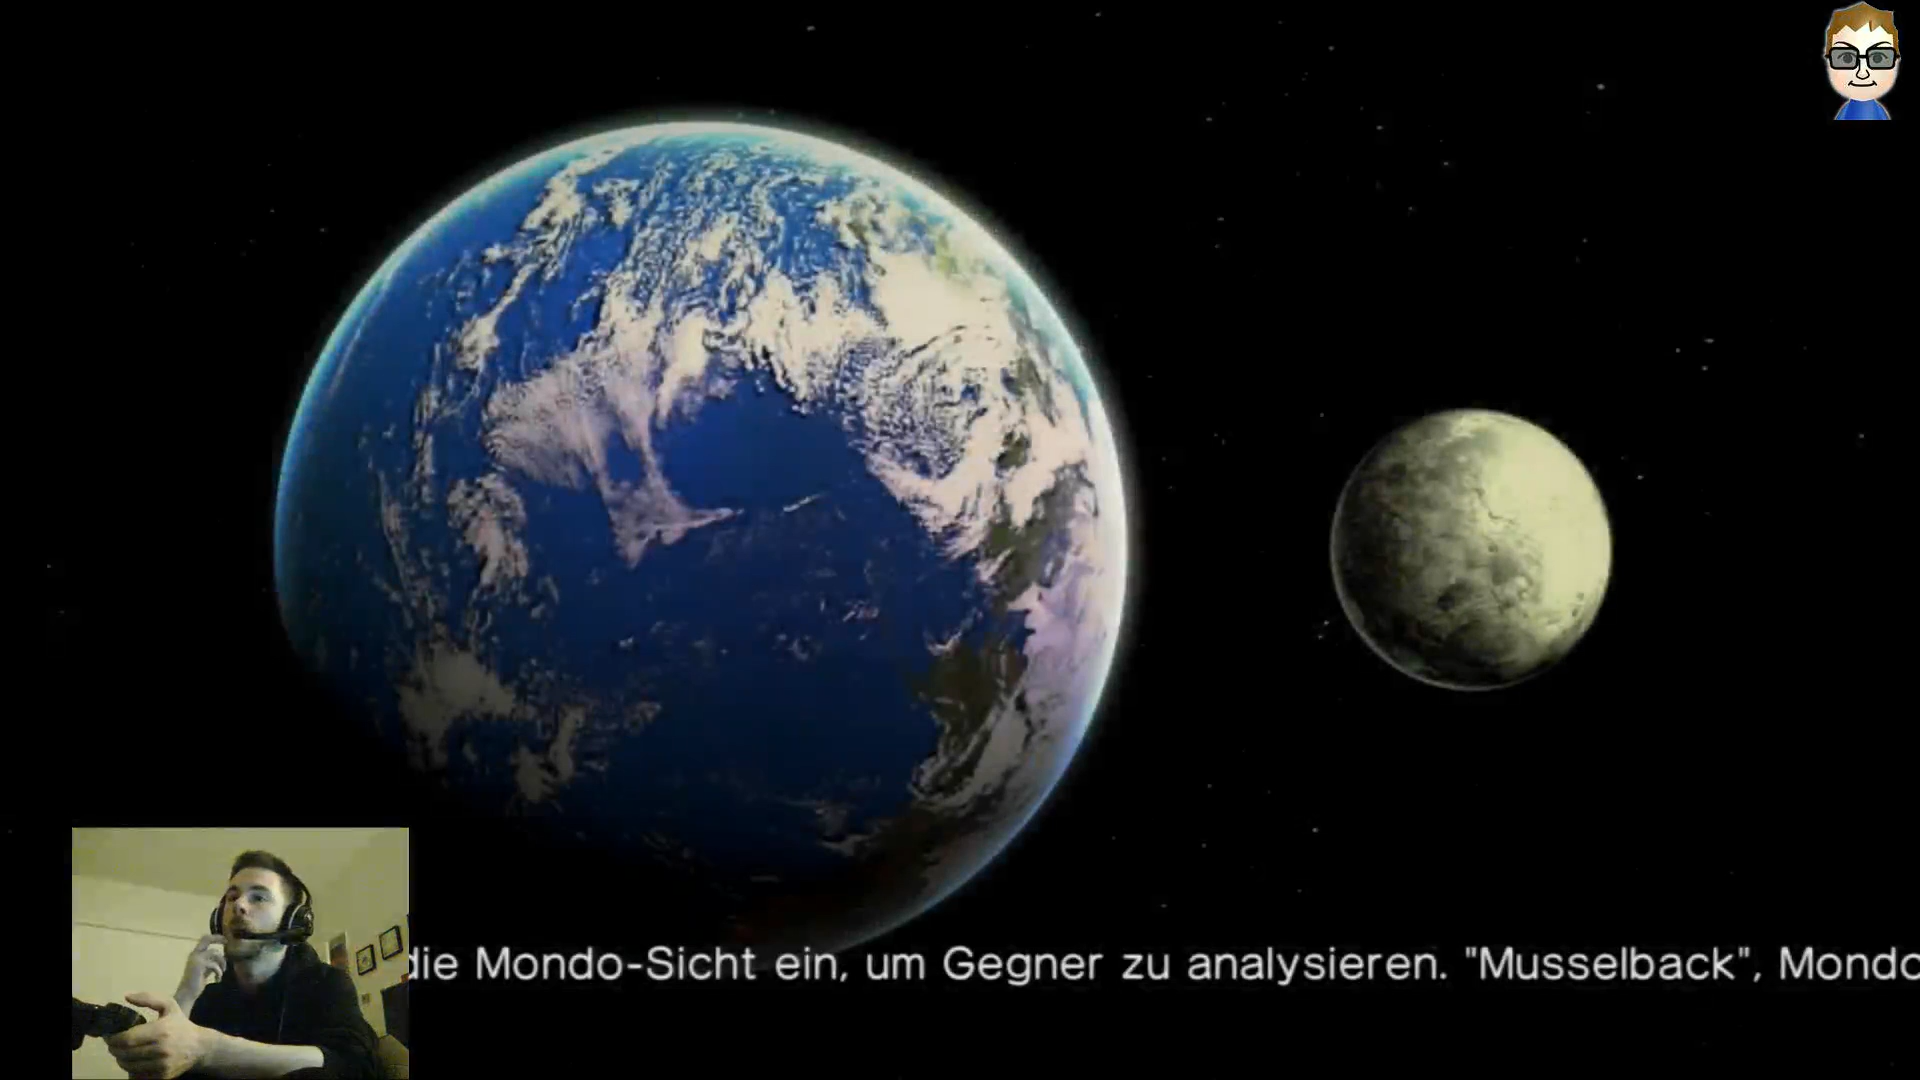 die Mondo-Sicht ein, um Gegner zu analysieren. "Musselback", Mondo